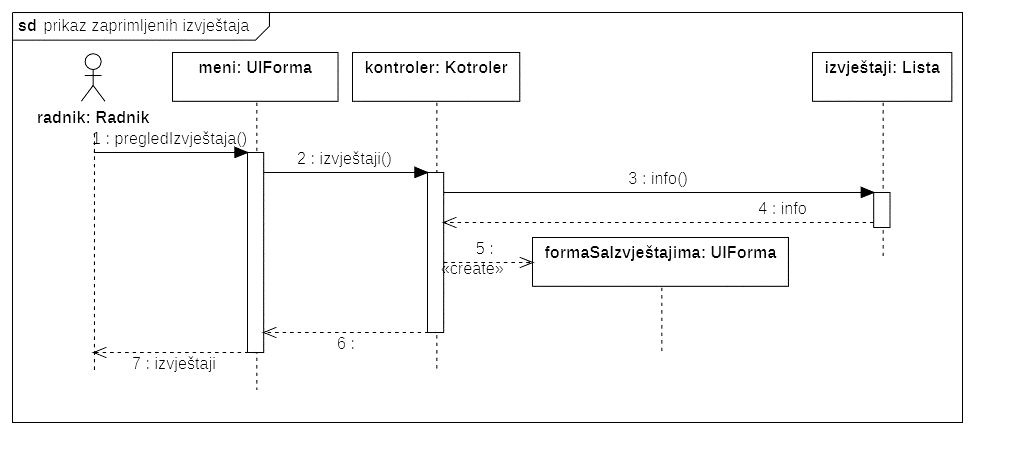 sd prikaz zaprimljenih izvještaja
meni: UIForma
kontroler: Kotroler
izvještaji: Lista
radnik: Radnik
1 : pregledIzvještaja()
2 : izvještaji()
3 : info()
4 : info
5 :
«create»
formaSaIzvještajima: UIForma
6 :
7 : izvještaji